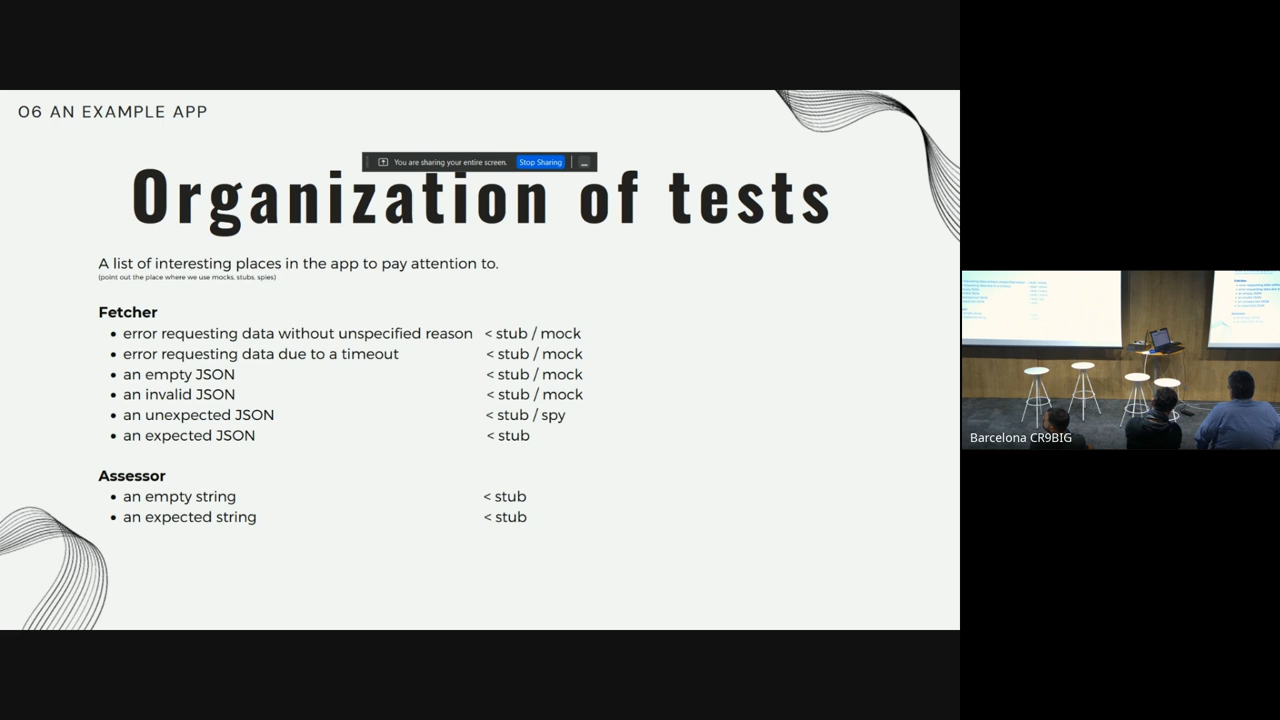 06 AN EXAMPLE APP
You are sharing your entire screen. Stop Sharing
Organization of tests
A list of interesting places in the app to pay attention to.
(point out the place where we use mocks, stubs, spies)
Fetcher
• error requesting data without unspecified reason < stub / mock
• error requesting data due to a timeout < stub / mock
• an empty JSON < stub / mock
• an invalid JSON < stub / mock
• an unexpected JSON < stub / spy
• an expected JSON < stub
Assessor
• an empty string < stub
• an expected string < stub
Barcelona CR9BIG